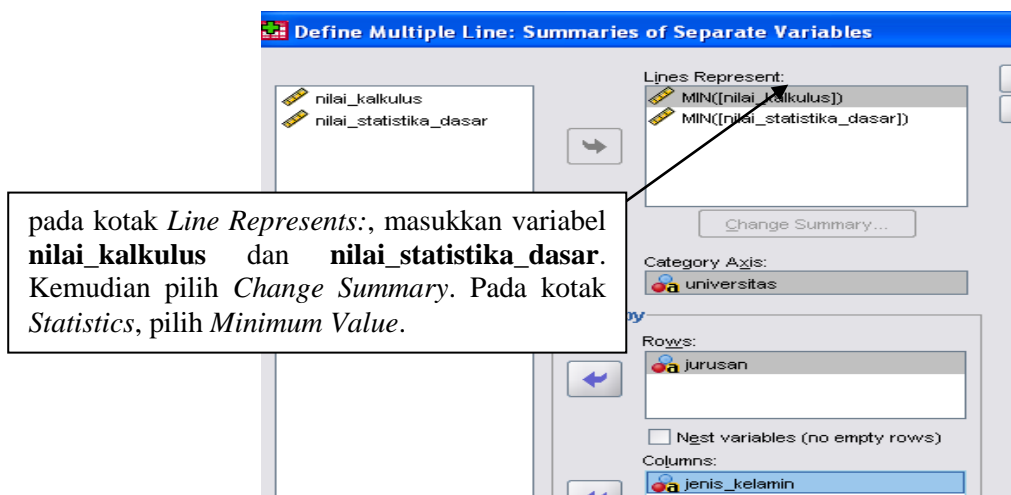 Define Multiple Line: Summaries of Separate Variables
nilai_kalkulus
nilai_statistika_dasar
Lines Represent:
MIN([nilai_kalkulus])
MIN([nilai_statistika_dasar])
Change Summary...
pada kotak Line Represents:, masukkan variabel
nilai_kalkulus dan nilai_statistika_dasar.
Kemudian pilih Change Summary. Pada kotak
Statistics, pilih Minimum Value.
Category Axis:
universitas
by
Rows:
jurusan
Nest variables (no empty rows)
Columns:
jenis_kelamin